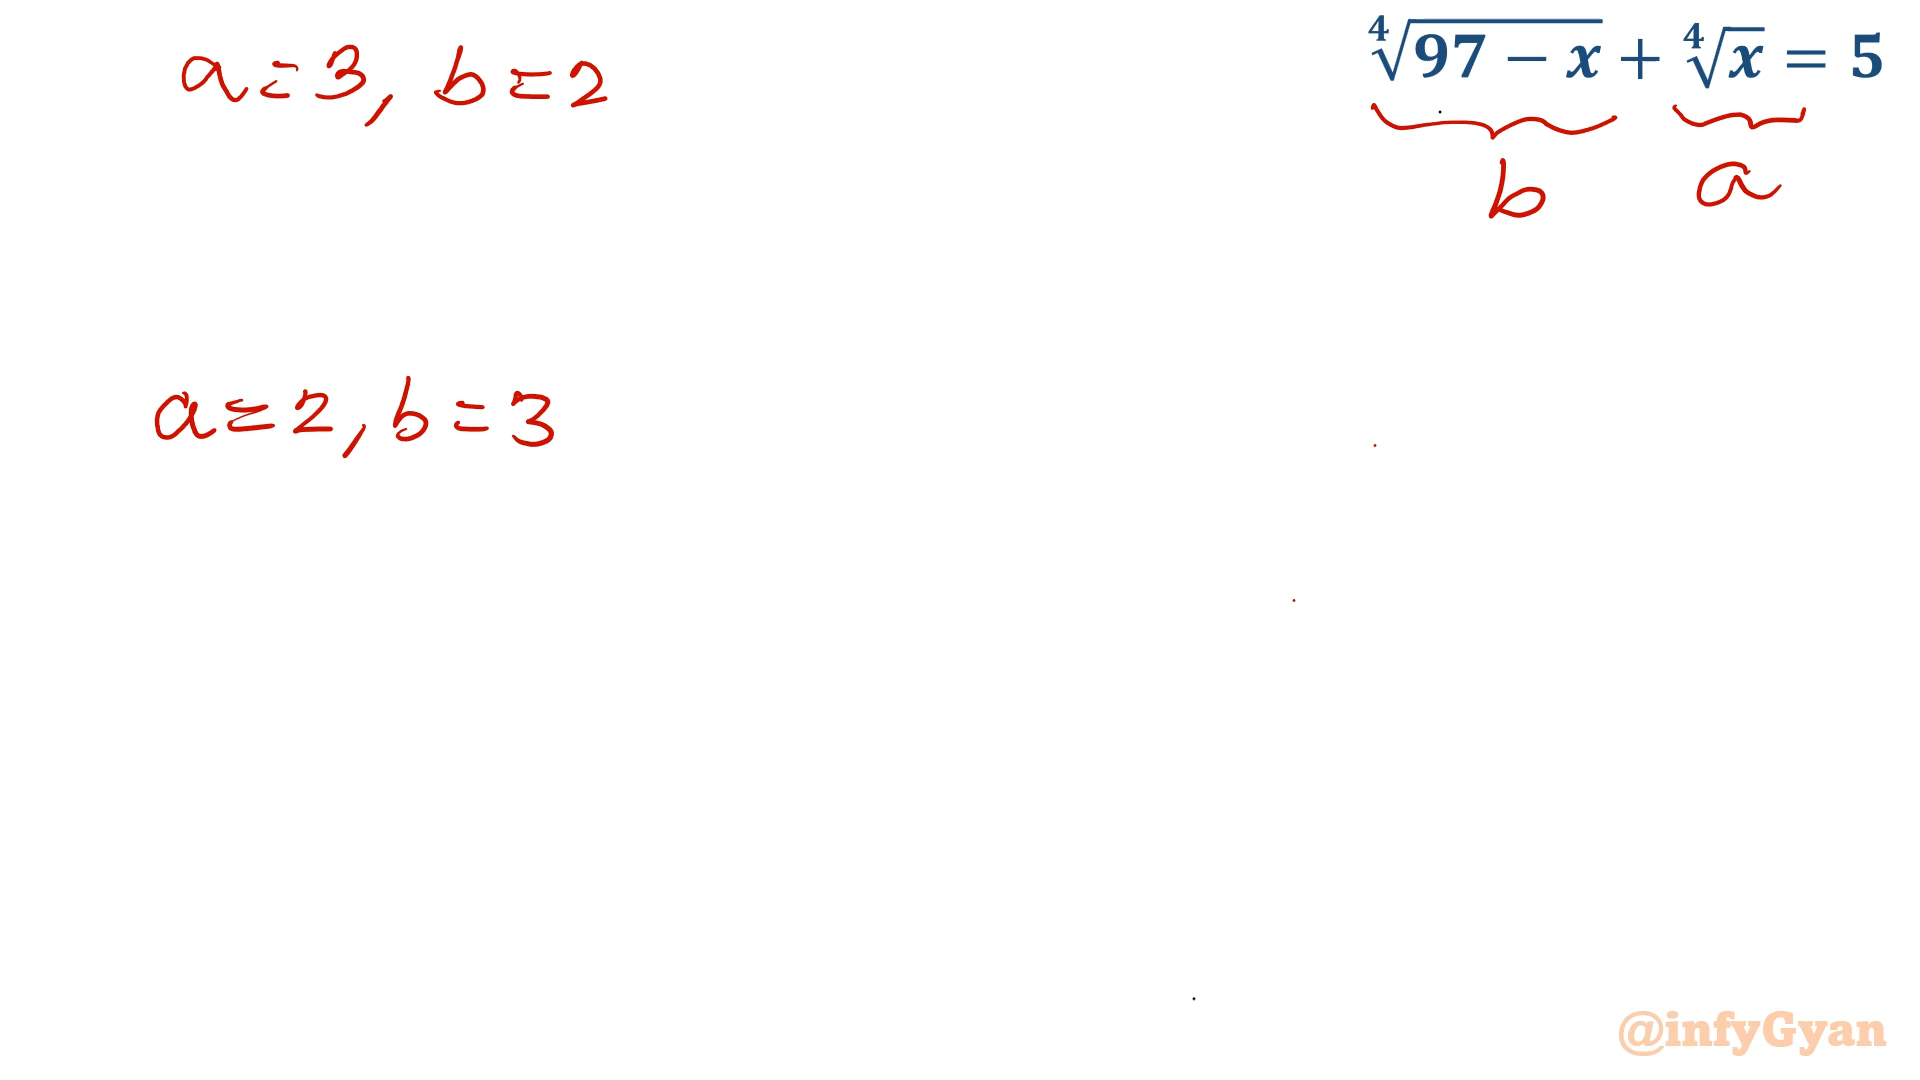 a = 3, b = 2
∜(97 − x) + ∜x = 5
b a
a = 2, b = 3
@infyGyan